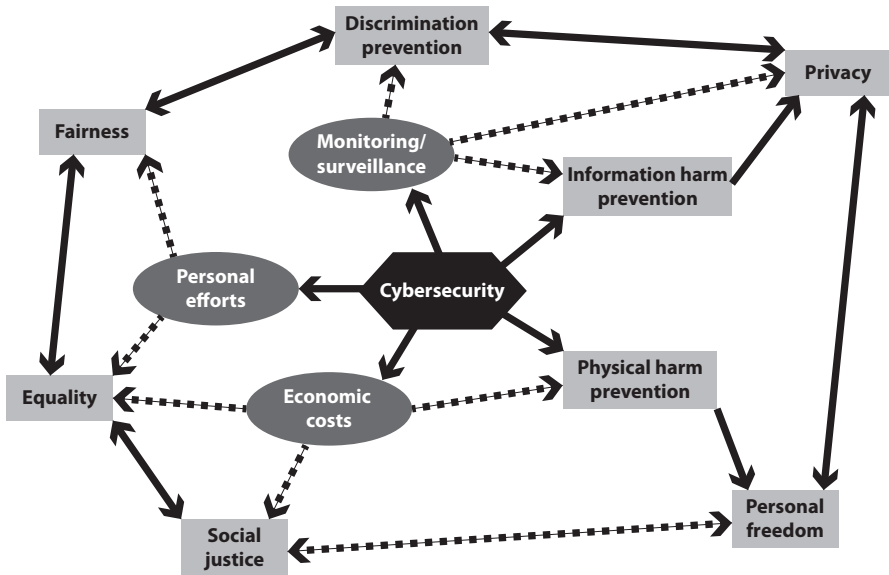 Discrimination
prevention
Privacy
Fairness
Monitoring/
surveillance
Information harm
prevention
Personal
efforts
Cybersecurity
Physical harm
prevention
Equality
Economic
costs
Personal
freedom
Social
justice